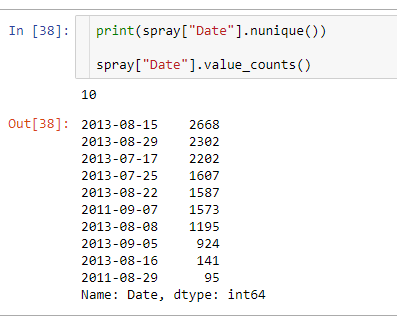 In [38]: print(spray["Date"].nunique())
spray["Date"].value_counts()
10
Out[38]: 2013-08-15    2668
2013-08-29    2302
2013-07-17    2202
2013-07-25    1607
2013-08-22    1587
2011-09-07    1573
2013-08-08    1195
2013-09-05     924
2013-08-16     141
2011-08-29      95
Name: Date, dtype: int64